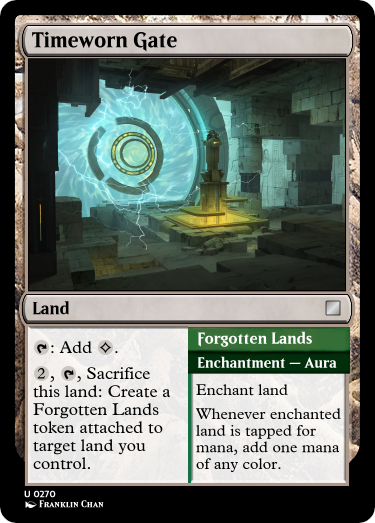 Timeworn Gate
Land
: Add .
2, , Sacrifice
this land: Create a
Forgotten Lands
token attached to
target land you
control.
Forgotten Lands
Enchantment — Aura
Enchant land
Whenever enchanted
land is tapped for
mana, add one mana
of any color.
U 0270
Franklin Chan